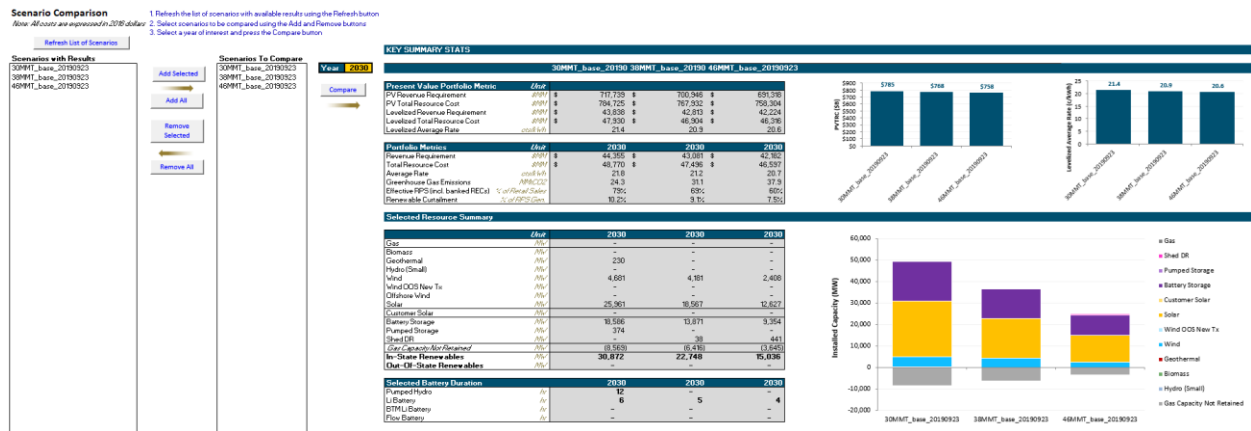 Scenario Comparison
Note: All costs are expressed in 2016 dollars
1. Refresh the list of scenarios with available results using the Refresh button
2. Select scenarios to be compared using the Add and Remove buttons
3. Select a year of interest and press the Compare button
Refresh List of Scenarios
Scenarios with Results
30MMT_base_20190923
38MMT_base_20190923
46MMT_base_20190923
Add Selected
Add All
Remove Selected
Remove All
Scenarios To Compare
30MMT_base_20190923
38MMT_base_20190923
46MMT_base_20190923
Year 2030
Compare
KEY SUMMARY STATS
30MMT_base_20190 38MMT_base_20190 46MMT_base_20190923
Present Value Portfolio Metric Unit
PV Revenue Requirement $MM $ 717,739 $ 700,946 $ 691,318
PV Total Resource Cost $MM $ 784,725 $ 767,932 $ 758,304
Levelized Revenue Requirement $MM $ 43,838 $ 42,813 $ 42,224
Levelized Total Resource Cost $MM $ 47,930 $ 46,904 $ 46,316
Levelized Average Rate cents/kWh 21.4 20.9 20.6
Portfolio Metrics Unit 2030 2030 2030
Revenue Requirement $MM $ 44,355 $ 43,081 $ 42,182
Total Resource Cost $MM $ 48,770 $ 47,496 $ 46,597
Average Rate cents/kWh 21.8 21.2 20.7
Greenhouse Gas Emissions MMtCO2 24.3 31.1 37.9
Effective RPS (incl. banked RECs) % of Retail Sales 79% 69% 60%
Renewable Curtailment % of RPS Gen. 10.2% 9.1% 7.5%
$900
$800
$700
$600
$500
$400
$300
$200
$100
$0
PVTRC ($B)
$785 $768 $758
30MMT_base_20190923
38MMT_base_20190923
46MMT_base_20190923
25
20
15
10
5
0
Levelized Average Rate (c/kWh)
21.4 20.9 20.6
30MMT_base_20190923
38MMT_base_20190923
46MMT_base_20190923
Selected Resource Summary
Unit 2030 2030 2030
Gas MW - - -
Biomass MW - - -
Geothermal MW 230 - -
Hydro (Small) MW - - -
Wind MW 4,681 4,181 2,408
Wind OOS New Tx MW - - -
Offshore Wind MW - - -
Solar MW 25,961 18,567 12,627
Customer Solar MW - - -
Battery Storage MW 18,586 13,871 9,354
Pumped Storage MW 374 - -
Shed DR MW - 38 441
Gas Capacity Not Retained MW (8,569) (6,416) (3,645)
In-State Renewables MW 30,872 22,748 15,036
Out-Of-State Renewables MW - - -
Selected Battery Duration 2030 2030 2030
Pumped Hydro hr 12 - -
Li Battery hr 6 5 4
BTM Li Battery hr - - -
Flow Battery hr - - -
60,000
50,000
40,000
30,000
20,000
10,000
0
-10,000
-20,000
Installed Capacity (MW)
30MMT_base_20190923 38MMT_base_20190923 46MMT_base_20190923
Gas
Shed DR
Pumped Storage
Battery Storage
Customer Solar
Solar
Wind OOS New Tx
Wind
Geothermal
Biomass
Hydro (Small)
Gas Capacity Not Retained